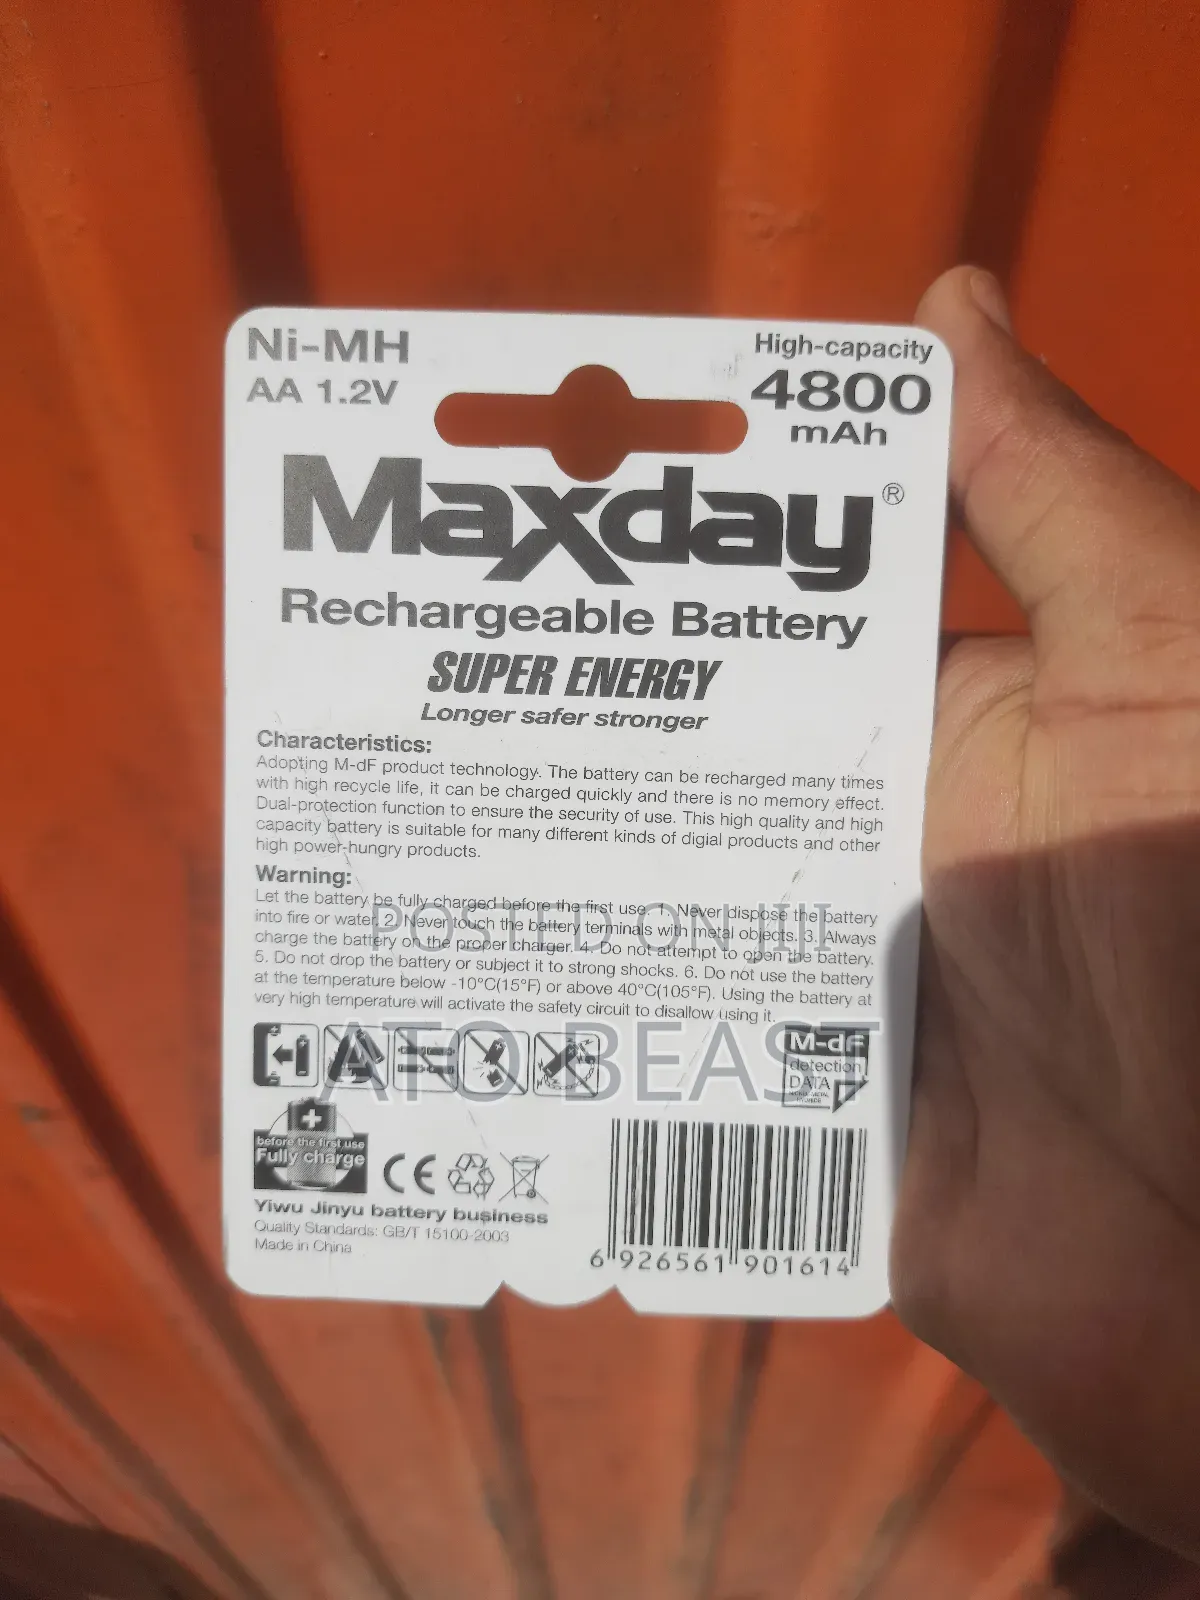 Ni-MH
AA 1.2V
High-capacity
4800
mAh
Maxday®
Rechargeable Battery
SUPER ENERGY
Longer safer stronger
Characteristics:
Adopting M-dF product technology. The battery can be recharged many times
with high recycle life, it can be charged quickly and there is no memory effect.
Dual-protection function to ensure the security of use. This high quality and high
capacity battery is suitable for many different kinds of digial products and other
high power-hungry products.
Warning:
Let the battery be fully charged before the first use. 1. Never dispose the battery
into fire or water. 2. Never touch the battery terminals with metal objects. 3. Always
charge the battery on the proper charger. 4. Do not attempt to open the battery.
5. Do not drop the battery or subject it to strong shocks. 6. Do not use the battery
at the temperature below -10°C(15°F) or above 40°C(105°F). Using the battery at
very high temperature will activate the safety circuit to disallow using it.
POSTED ON JIJI
ATO BEAST
M-dF
detection
DATA
before the first use
Fully charge
CE
Yiwu Jinyu battery business
Quality Standards: GB/T 15100-2003
Made in China
6 926561 901614